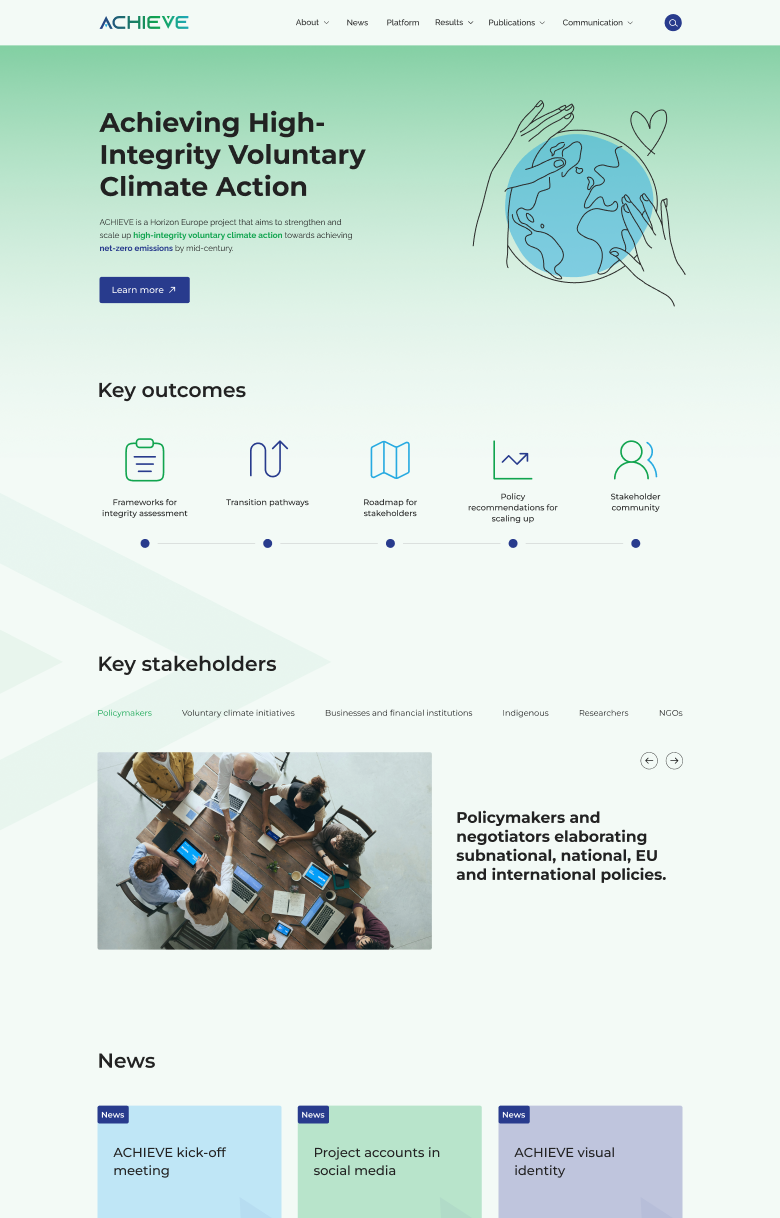 ACHIEVE
About
News
Platform
Results
Publications
Communication
Achieving High-
Integrity Voluntary
Climate Action
ACHIEVE is a Horizon Europe project that aims to strengthen and
scale up high-integrity voluntary climate action towards achieving
net-zero emissions by mid-century.
Learn more
Key outcomes
Frameworks for
integrity assessment
Transition pathways
Roadmap for
stakeholders
Policy
recommendations for
scaling up
Stakeholder
community
Key stakeholders
Policymakers
Voluntary climate initiatives
Businesses and financial institutions
Indigenous
Researchers
NGOs
Policymakers and
negotiators elaborating
subnational, national, EU
and international policies.
News
News
ACHIEVE kick-off
meeting
News
Project accounts in
social media
News
ACHIEVE visual
identity